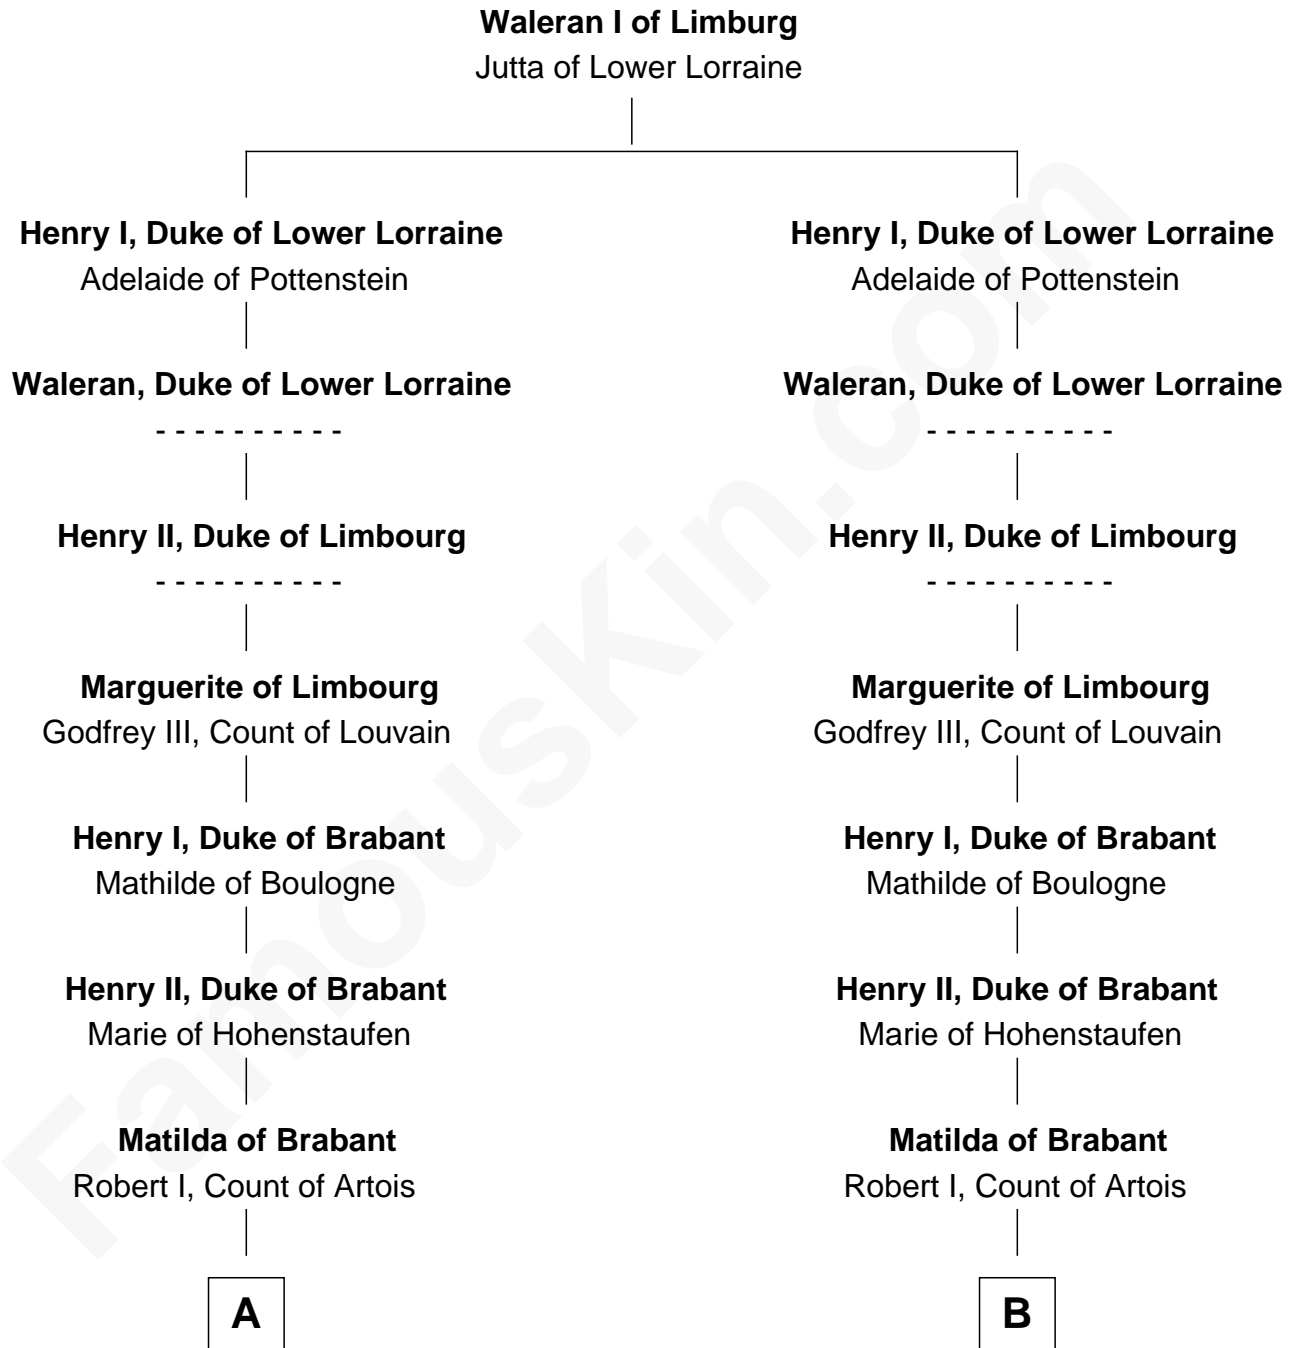 Waleran I of Limburg
Jutta of Lower Lorraine
Henry I, Duke of Lower Lorraine
Adelaide of Pottenstein
Henry I, Duke of Lower Lorraine
Adelaide of Pottenstein
Waleran, Duke of Lower Lorraine
- - - - - - - - - -
Waleran, Duke of Lower Lorraine
- - - - - - - - - -
Henry II, Duke of Limbourg
- - - - - - - - - -
Henry II, Duke of Limbourg
- - - - - - - - - -
Marguerite of Limbourg
Godfrey III, Count of Louvain
Marguerite of Limbourg
Godfrey III, Count of Louvain
Henry I, Duke of Brabant
Mathilde of Boulogne
Henry I, Duke of Brabant
Mathilde of Boulogne
Henry II, Duke of Brabant
Marie of Hohenstaufen
Henry II, Duke of Brabant
Marie of Hohenstaufen
Matilda of Brabant
Robert I, Count of Artois
Matilda of Brabant
Robert I, Count of Artois
A
B
FamousKin.com